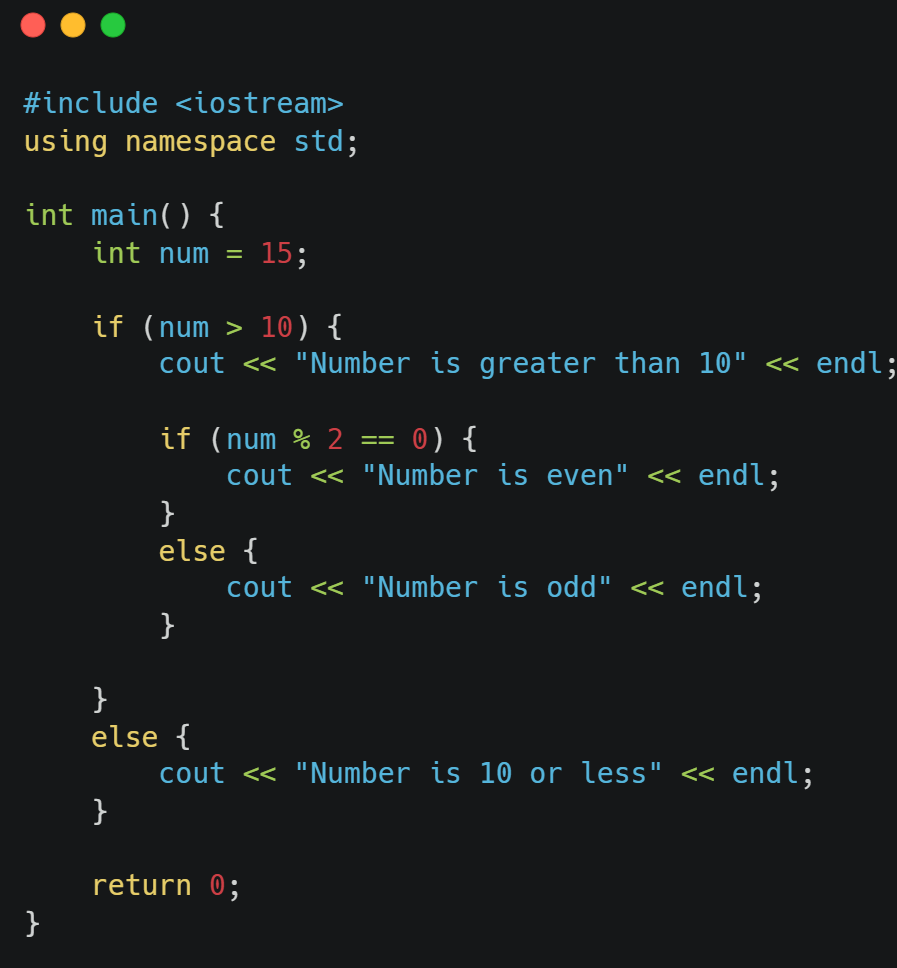 #include <iostream>
using namespace std;
int main() {
    int num = 15;
    if (num > 10) {
        cout << "Number is greater than 10" << endl;
        if (num % 2 == 0) {
            cout << "Number is even" << endl;
        }
        else {
            cout << "Number is odd" << endl;
        }
    }
    else {
        cout << "Number is 10 or less" << endl;
    }
    return 0;
}